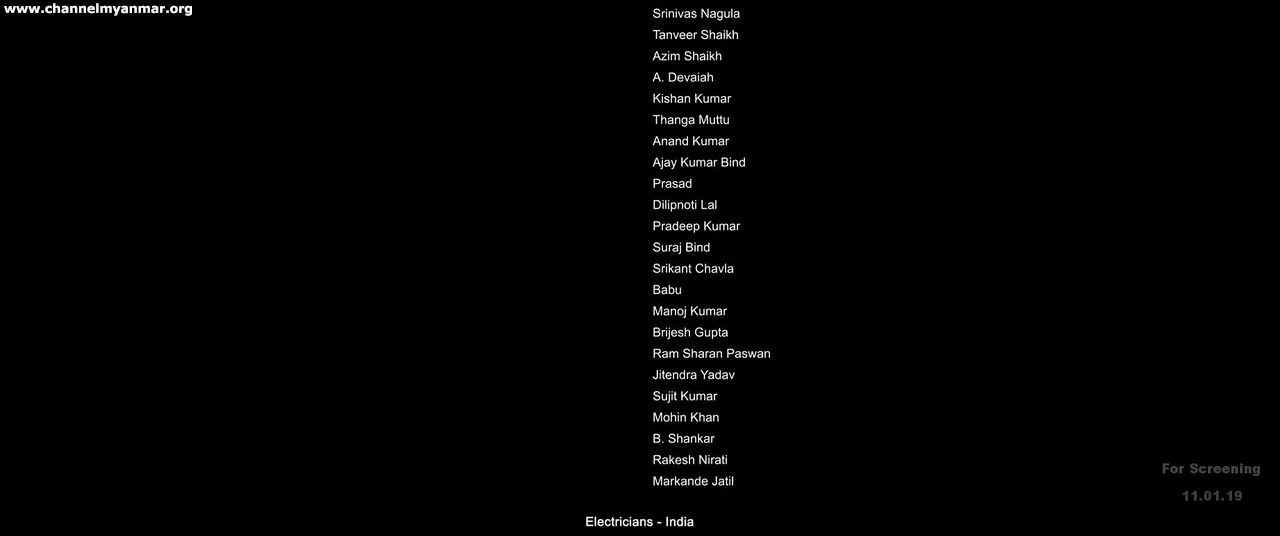 www.channelmyanmar.org
Srinivas Nagula
Tanveer Shaikh
Azim Shaikh
A. Devaiah
Kishan Kumar
Thanga Muttu
Anand Kumar
Ajay Kumar Bind
Prasad
Dilipnoti Lal
Pradeep Kumar
Suraj Bind
Srikant Chavla
Babu
Manoj Kumar
Brijesh Gupta
Ram Sharan Paswan
Jitendra Yadav
Sujit Kumar
Mohin Khan
B. Shankar
Rakesh Nirati
Markande Jatil
For Screening
11.01.19
Electricians - India